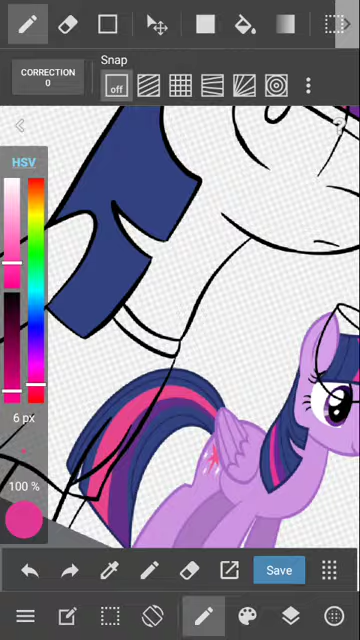 Snap
CORRECTION
0
off
HSV
6 px
100 %
Save